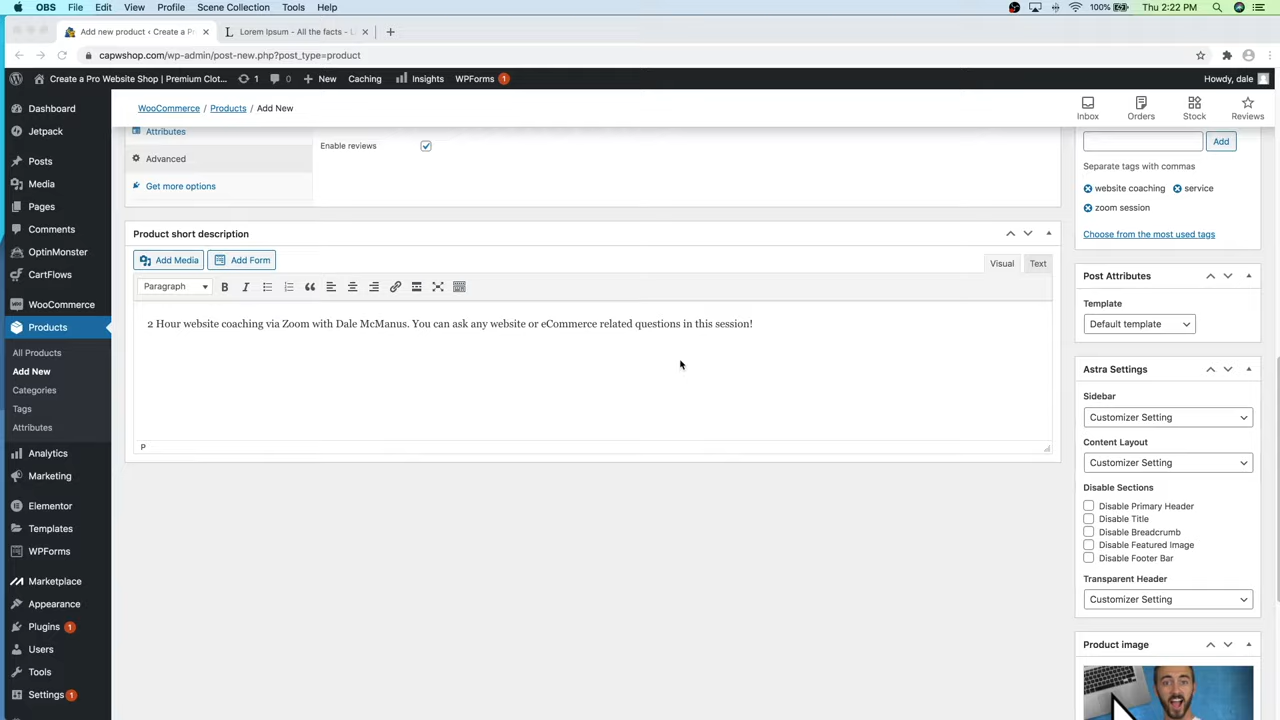 OBS File Edit View Profile Scene Collection Tools Help 100% Thu 2:22 PM
Add new product ‹ Create a P Lorem Ipsum - All the facts - L
capwshop.com/wp-admin/post-new.php?post_type=product
Create a Pro Website Shop | Premium Clot... 1 0 New Caching Insights WPForms 1 Howdy, dale
Dashboard
Jetpack
Posts
Media
Pages
Comments
OptinMonster
CartFlows
WooCommerce
Products
All Products
Add New
Categories
Tags
Attributes
Analytics
Marketing
Elementor
Templates
WPForms
Marketplace
Appearance
Plugins 1
Users
Tools
Settings 1
WooCommerce / Products / Add New
Inbox Orders Stock Reviews
Attributes
Advanced
Get more options
Enable reviews
Product short description
Add Media Add Form
Visual Text
Paragraph
2 Hour website coaching via Zoom with Dale McManus. You can ask any website or eCommerce related questions in this session!
P
Add
Separate tags with commas
website coaching service
zoom session
Choose from the most used tags
Post Attributes
Template
Default template
Astra Settings
Sidebar
Customizer Setting
Content Layout
Customizer Setting
Disable Sections
Disable Primary Header
Disable Title
Disable Breadcrumb
Disable Featured Image
Disable Footer Bar
Transparent Header
Customizer Setting
Product image